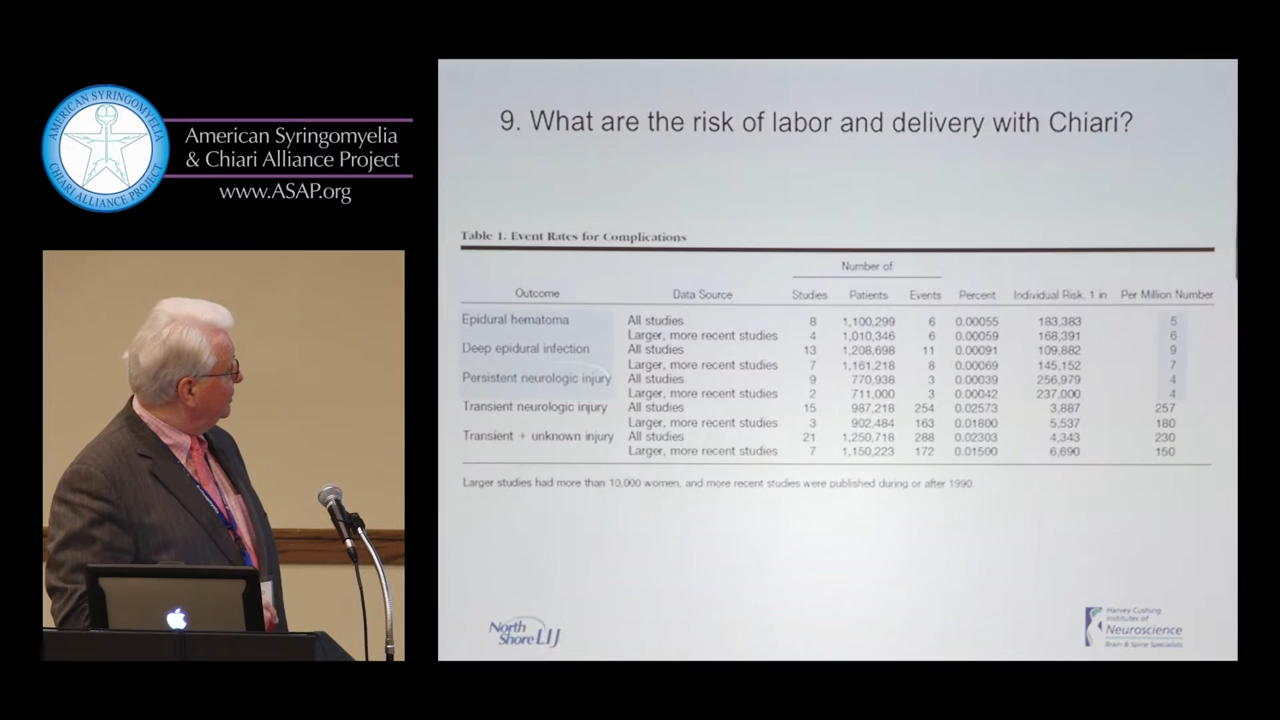 AMERICAN SYRINGOMYELIA
CHIARI ALLIANCE PROJECT
American Syringomyelia
& Chiari Alliance Project
www.ASAP.org
9. What are the risk of labor and delivery with Chiari?
Table 1. Event Rates for Complications
Number of
Outcome Data Source Studies Patients Events Percent Individual Risk, 1 in Per Million Number
Epidural hematoma All studies 8 1,100,299 6 0.00055 183,383 5
Larger, more recent studies 4 1,010,346 6 0.00059 168,391 6
Deep epidural infection All studies 13 1,208,698 11 0.00091 109,882 9
Larger, more recent studies 7 1,161,218 8 0.00069 145,152 7
Persistent neurologic injury All studies 9 770,938 3 0.00039 256,979 4
Larger, more recent studies 2 711,000 3 0.00042 237,000 4
Transient neurologic injury All studies 15 987,218 254 0.02573 3,887 257
Larger, more recent studies 3 902,484 163 0.01800 5,537 180
Transient + unknown injury All studies 21 1,250,718 288 0.02303 4,343 230
Larger, more recent studies 7 1,150,223 172 0.01500 6,690 150
Larger studies had more than 10,000 women, and more recent studies were published during or after 1990.
North
Shore LIJ
Harvey Cushing
Institutes of
Neuroscience
Brain & Spine Specialists